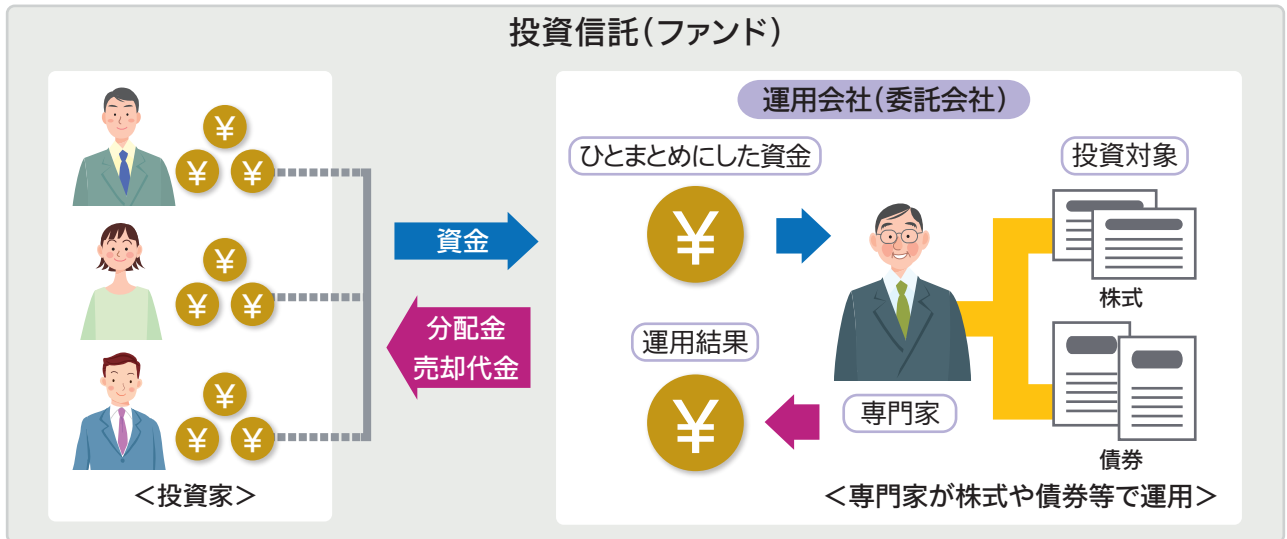 投資信託(ファンド)
¥
¥ ¥
¥
¥ ¥
¥
¥ ¥
<投資家>
資金
分配金
売却代金
運用会社(委託会社)
ひとまとめにした資金
¥
運用結果
¥
専門家
投資対象
株式
債券
<専門家が株式や債券等で運用>